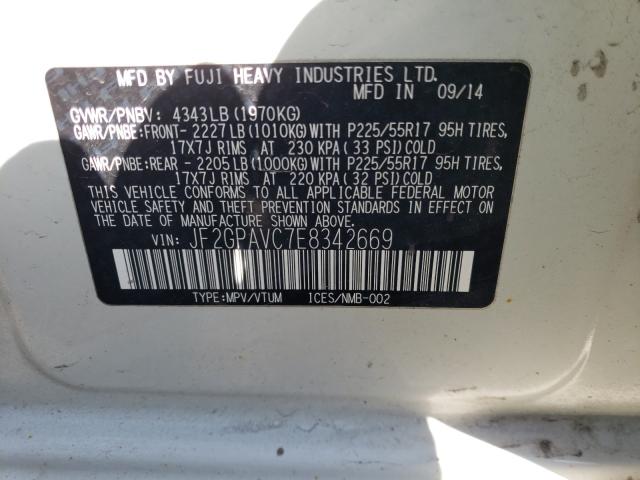 MFD BY FUJI HEAVY INDUSTRIES LTD.
MFD IN 09/14
GVWR/PNBV: 4343LB (1970KG)
GAWR/PNBE:FRONT- 2227LB (1010KG) WITH P225/55R17 95H TIRES,
17X7J RIMS AT 230 KPA (33 PSI) COLD
GAWR/PNBE:REAR - 2205LB (1000KG) WITH P225/55R17 95H TIRES,
17X7J RIMS AT 220 KPA (32 PSI) COLD
THIS VEHICLE CONFORMS TO ALL APPLICABLE FEDERAL MOTOR
VEHICLE SAFETY AND THEFT PREVENTION STANDARDS IN EFFECT ON THE
DATE OF MANUFACTURE SHOWN ABOVE.
VIN: JF2GPAVC7E8342669
TYPE:MPV/VTUM ICES/NMB-002